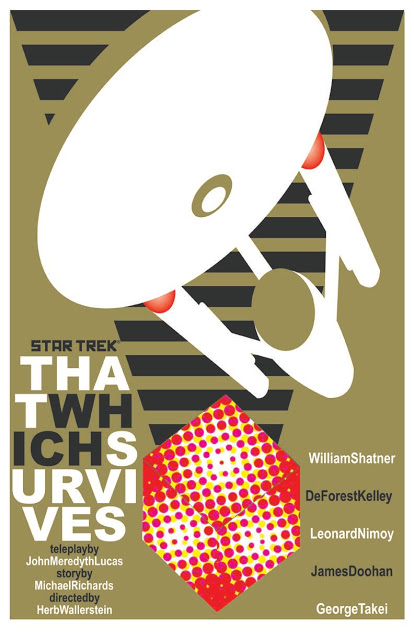 STAR TREK
THA
TWH
ICHS
URVI
VES
teleplayby
JohnMeredythLucas
storyby
MichaelRichards
directedby
HerbWallerstein
WilliamShatner
DeForestKelley
LeonardNimoy
JamesDoohan
GeorgeTakei